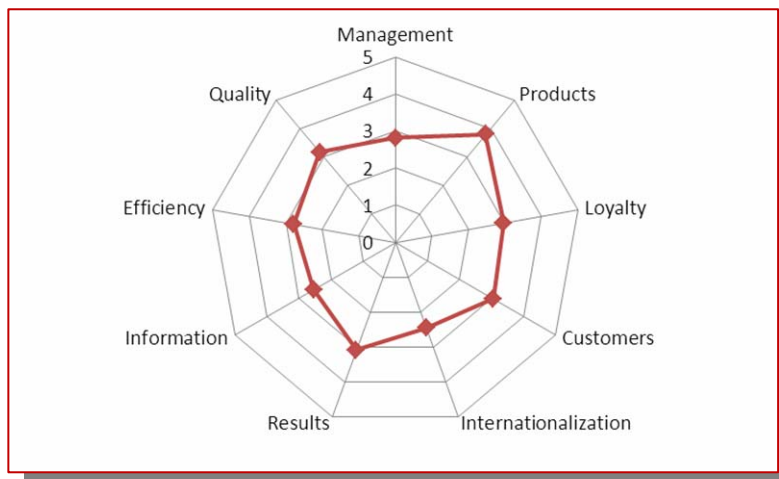 Management
5
Quality
4
Products
3
2
Efficiency
1
Loyalty
0
Information
Customers
Results
Internationalization